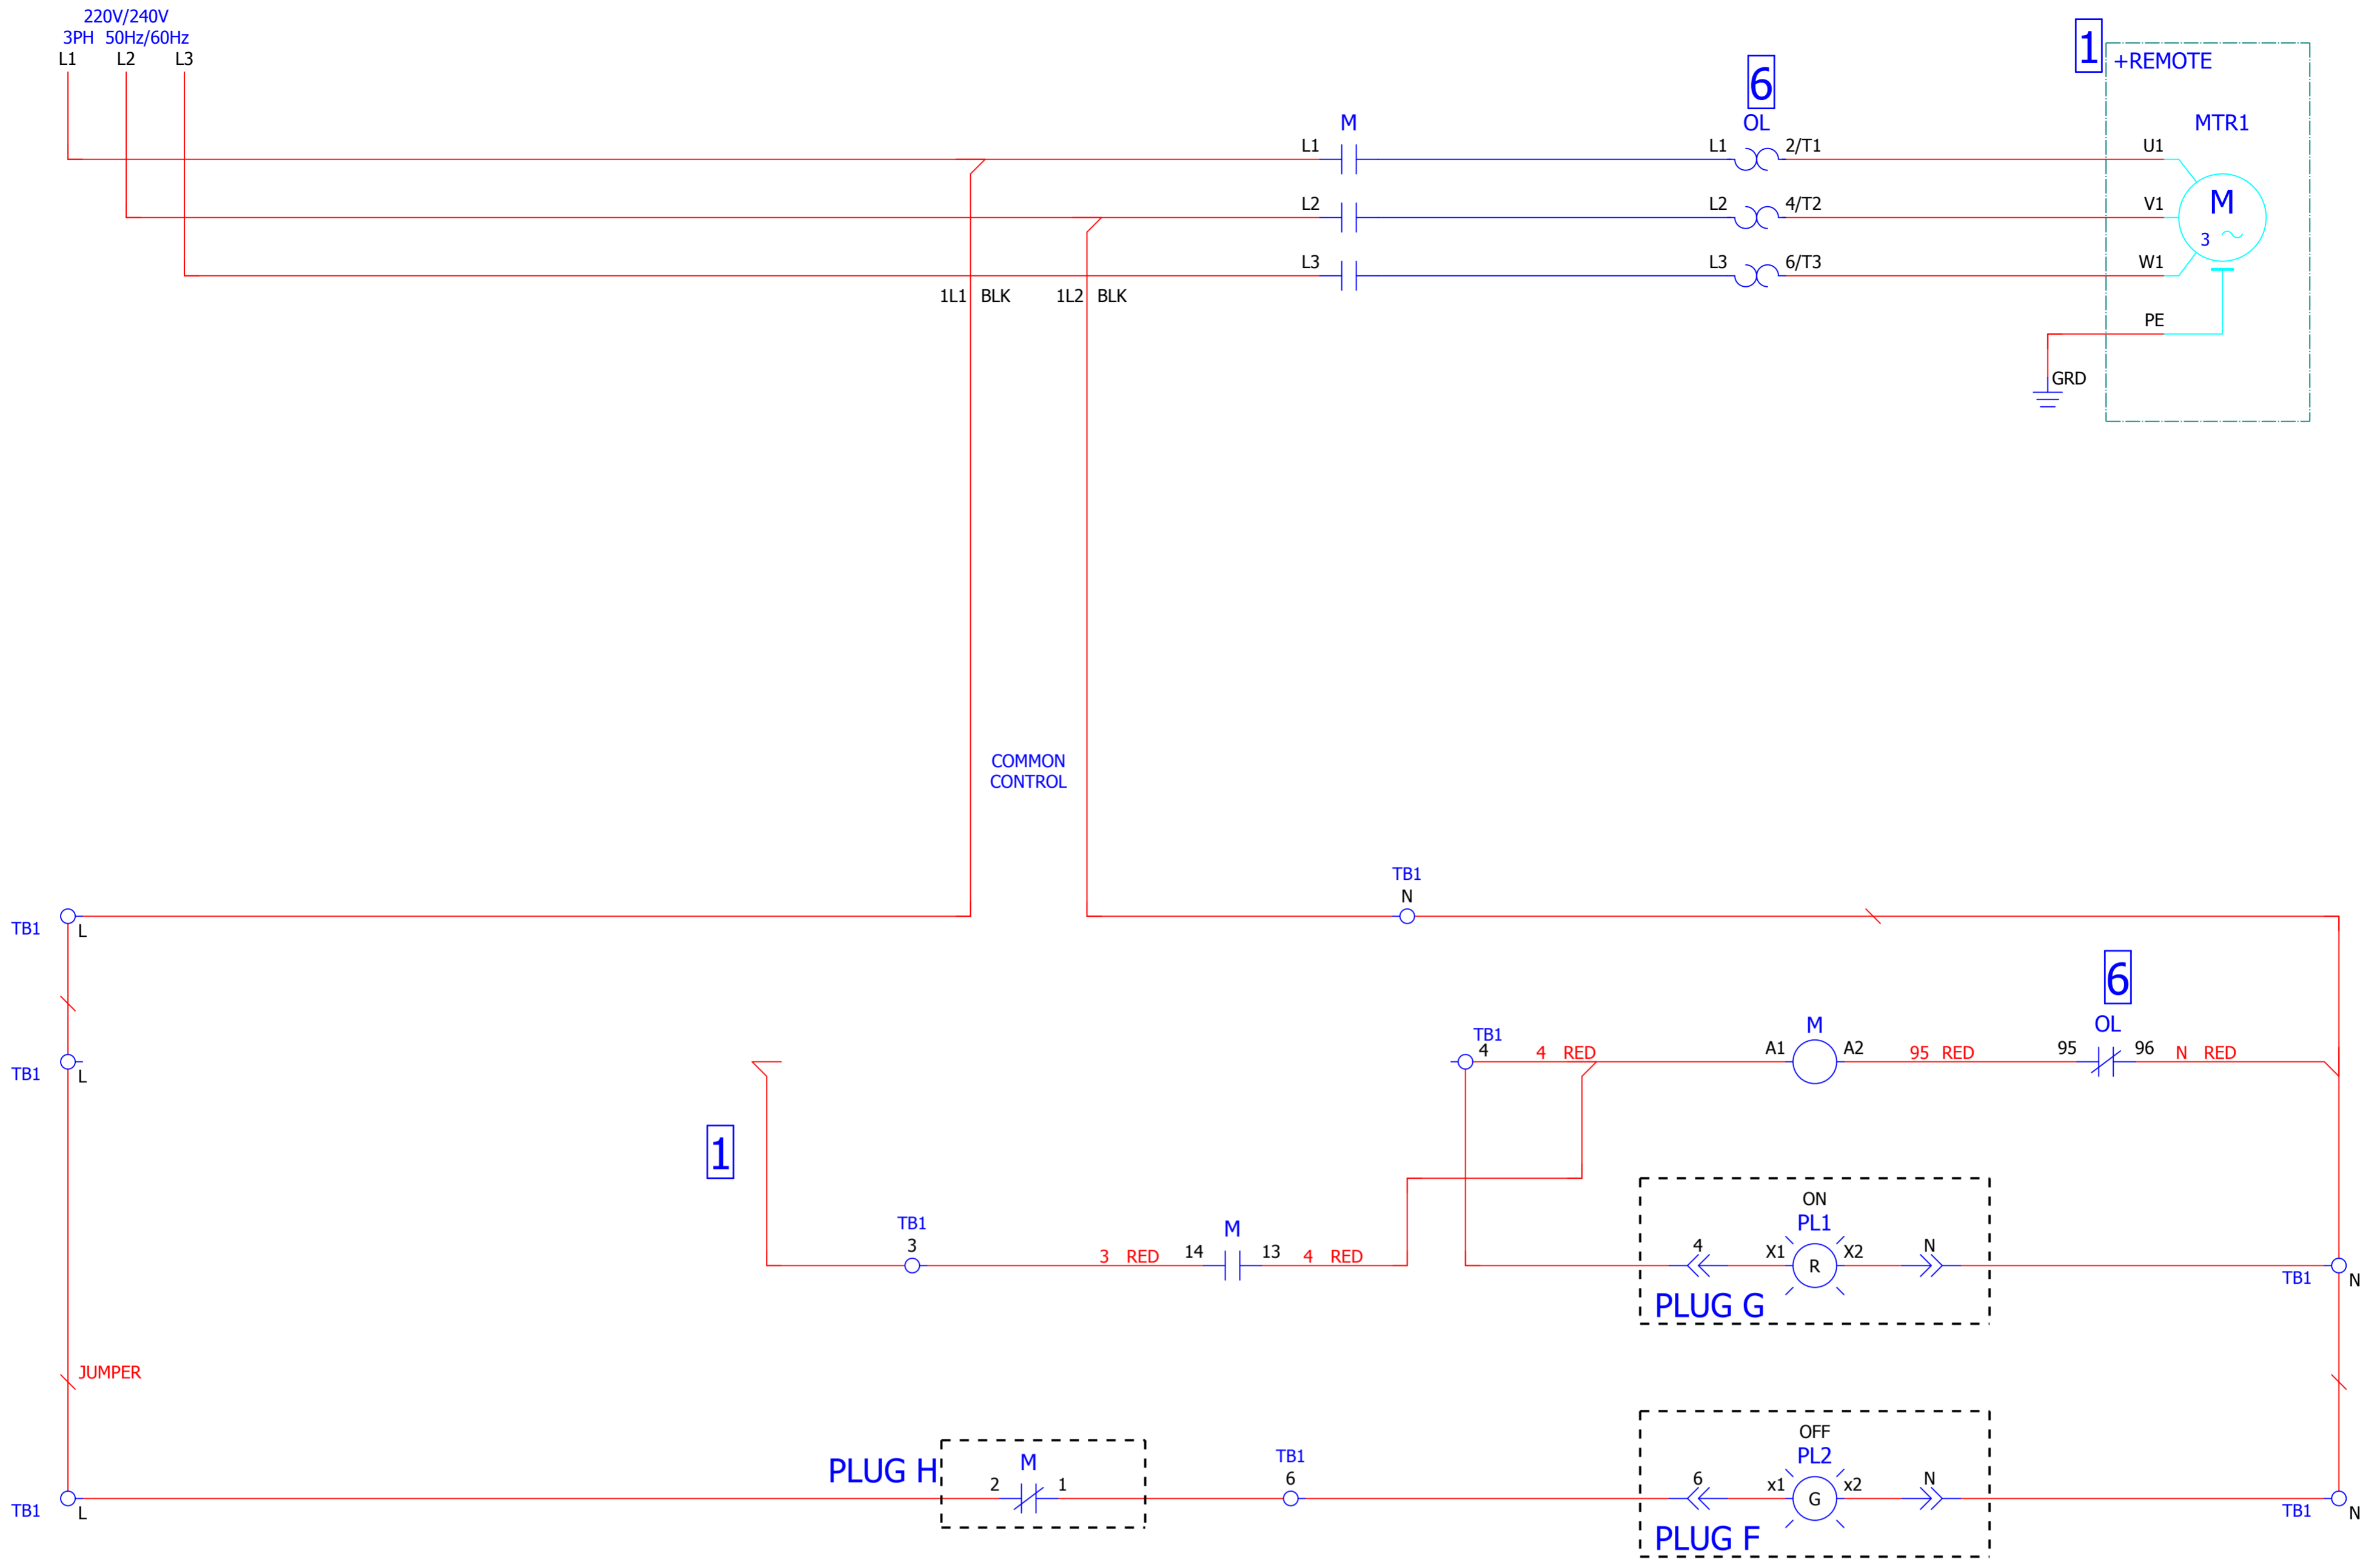 220V/240V
3PH 50Hz/60Hz
L1 L2 L3
1
+REMOTE
6
M OL MTR1
L1 L1 2/T1 U1
L2 L2 4/T2 V1
M
3
L3 L3 6/T3 W1
1L1 BLK 1L2 BLK
PE
GRD
COMMON
CONTROL
TB1
N
TB1 L
6
TB1 M OL
4 4 RED A1 A2 95 RED 95 96 N RED
TB1 L
1
ON
TB1 M PL1
3 3 RED 14 13 4 RED 4 X1 X2 N
R
TB1 N
PLUG G
JUMPER
OFF
PLUG H M TB1 PL2
2 1 6 6 x1 x2 N
G
TB1 L TB1 N
PLUG F